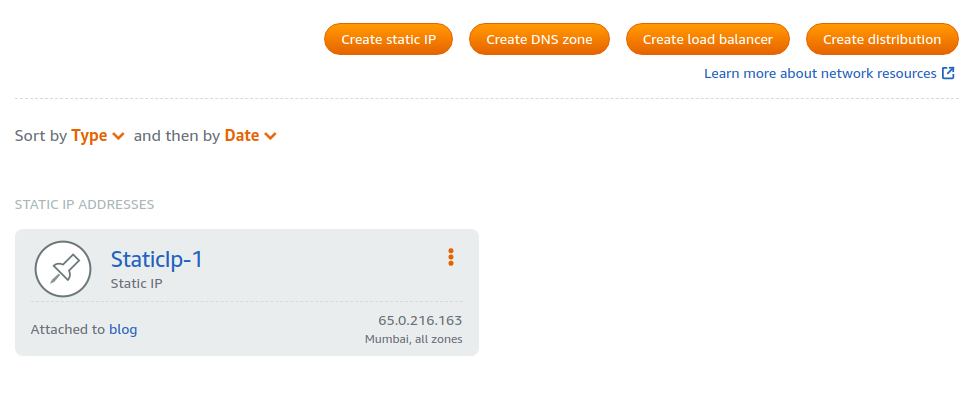 Create static IP Create DNS zone Create load balancer Create distribution
Learn more about network resources
Sort by Type and then by Date
STATIC IP ADDRESSES
StaticIp-1
Static IP
Attached to blog
65.0.216.163
Mumbai, all zones